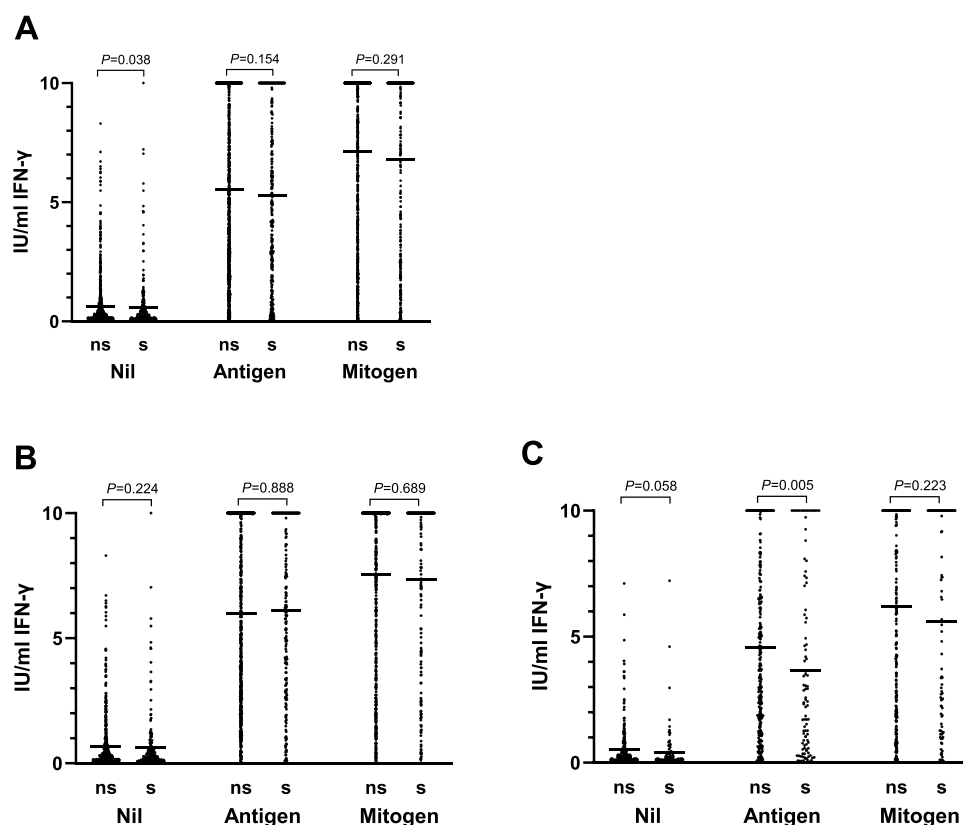 A
P=0.038 P=0.154 P=0.291
10
5
0
IU/ml IFN-γ
ns s ns s ns s
Nil Antigen Mitogen
B
P=0.224 P=0.888 P=0.689
10
5
0
IU/ml IFN-γ
ns s ns s ns s
Nil Antigen Mitogen
C
P=0.058 P=0.005 P=0.223
10
5
0
IU/ml IFN-γ
ns s ns s ns s
Nil Antigen Mitogen